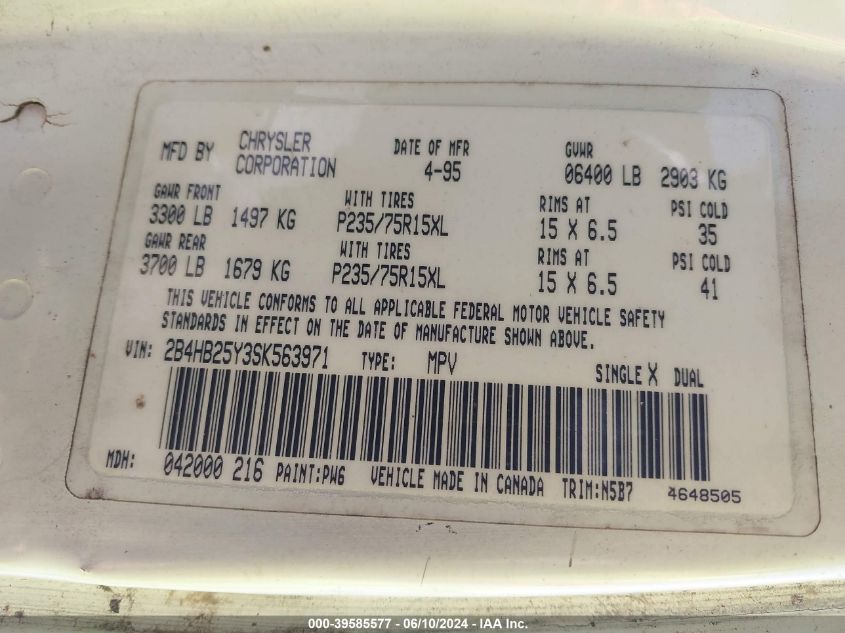 MFD BY CHRYSLER CORPORATION DATE OF MFR 4-95 GVWR 06400 LB 2903 KG
GAWR FRONT WITH TIRES RIMS AT PSI COLD
3300 LB 1497 KG P235/75R15XL 15 X 6.5 35
GAWR REAR WITH TIRES RIMS AT PSI COLD
3700 LB 1679 KG P235/75R15XL 15 X 6.5 41
THIS VEHICLE CONFORMS TO ALL APPLICABLE FEDERAL MOTOR VEHICLE SAFETY
STANDARDS IN EFFECT ON THE DATE OF MANUFACTURE SHOWN ABOVE.
VIN: 2B4HB25Y3SK563971 TYPE: MPV SINGLE X DUAL
MDH: 042000 216 PAINT:PW6 VEHICLE MADE IN CANADA TRIM:N5B7 4648505
000-39585577 - 06/10/2024 - IAAI Inc.